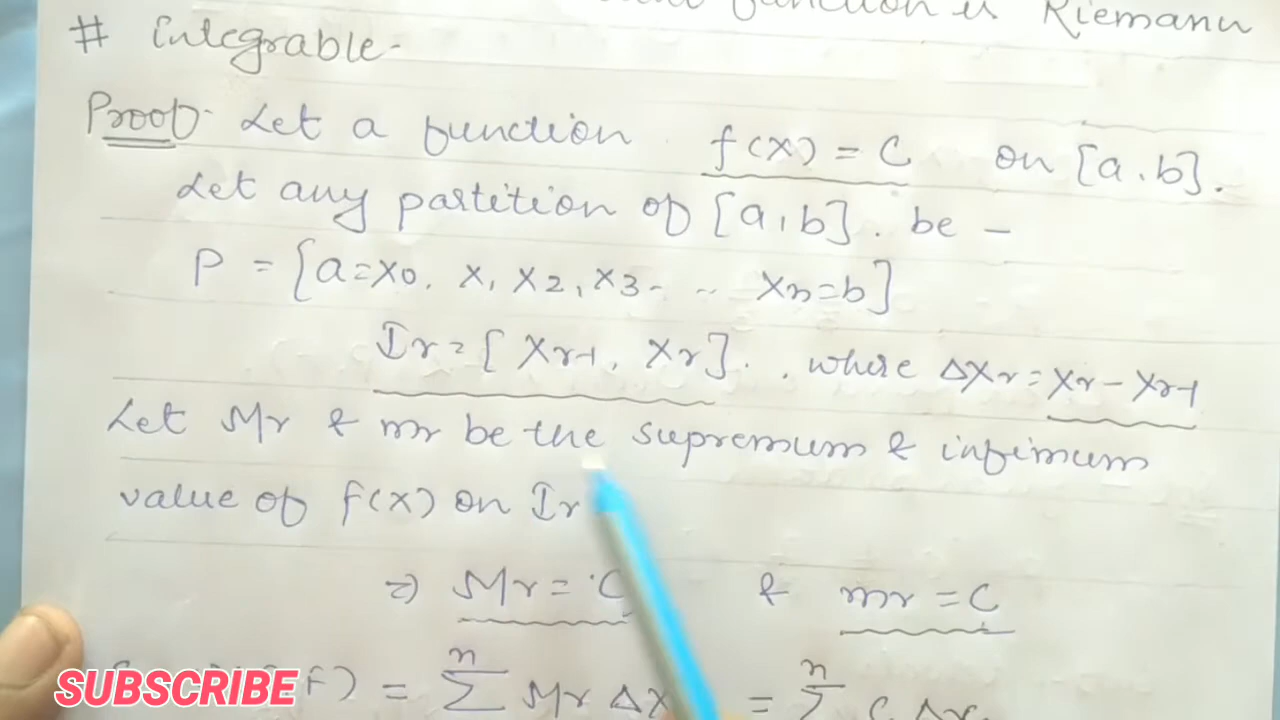 function is Riemann
# Integrable-
Proof- Let a function f(x) = C on [a,b].
Let any partition of [a,b]. be -
P = [a=x0, x1 x2, x3- -- xn=b]
Ir = [xr-1, xr]. . where Δxr = xr - xr-1
Let Mr & mr be the supremum & infimum
value of f(x) on Ir
=> Mr = C & mr = C
f) = n∑ Mr Δx = n∑ C Δx
SUBSCRIBE